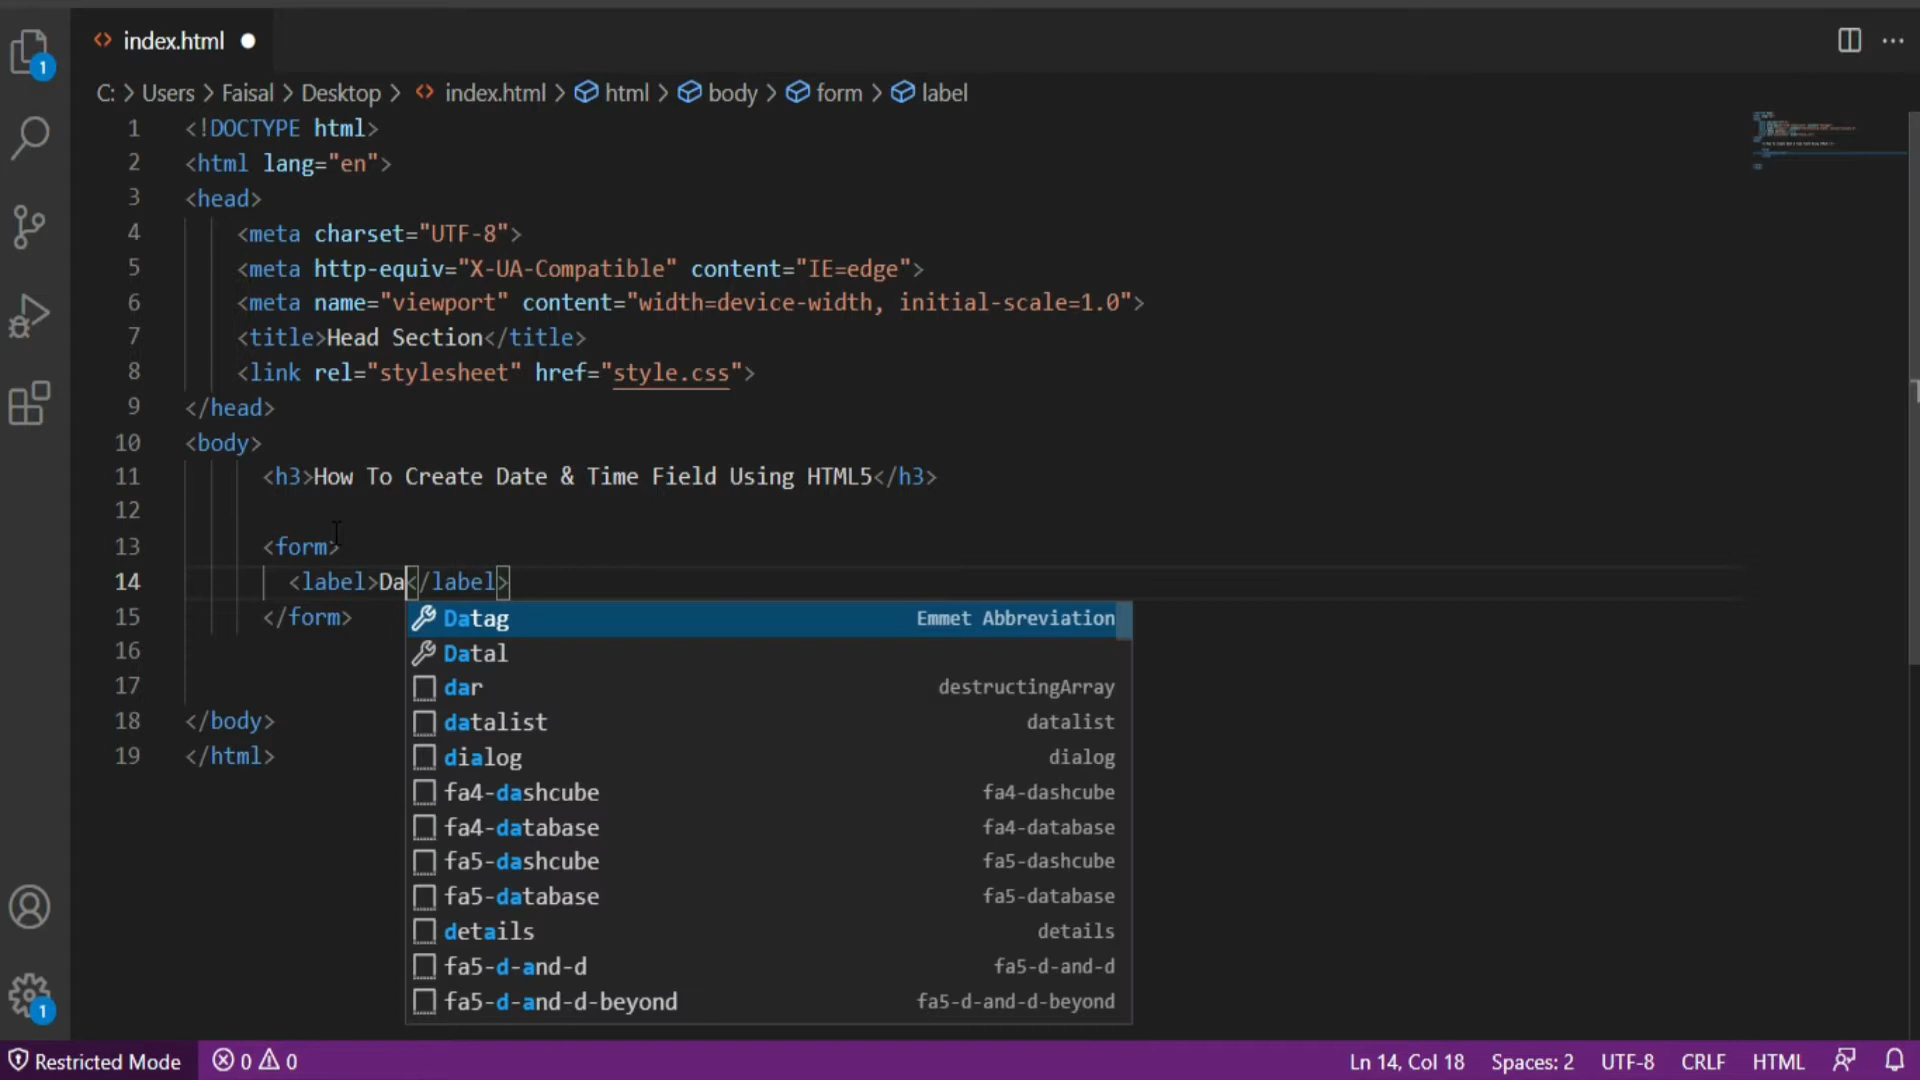 index.html
1
C: > Users > Faisal > Desktop > index.html > html > body > form > label
1 <!DOCTYPE html>
2 <html lang="en">
3 <head>
4 <meta charset="UTF-8">
5 <meta http-equiv="X-UA-Compatible" content="IE=edge">
6 <meta name="viewport" content="width=device-width, initial-scale=1.0">
7 <title>Head Section</title>
8 <link rel="stylesheet" href="style.css">
9 </head>
10 <body>
11 <h3>How To Create Date & Time Field Using HTML5</h3>
12
13 <form>
14 <label>Da</label>
15 </form>
16
17
18 </body>
19 </html>
Datag Emmet Abbreviation
Datal
dar destructingArray
datalist datalist
dialog dialog
fa4-dashcube fa4-dashcube
fa4-database fa4-database
fa5-dashcube fa5-dashcube
fa5-database fa5-database
details details
fa5-d-and-d fa5-d-and-d
fa5-d-and-d-beyond fa5-d-and-d-beyond
1
Restricted Mode 0 0 Ln 14, Col 18 Spaces: 2 UTF-8 CRLF HTML